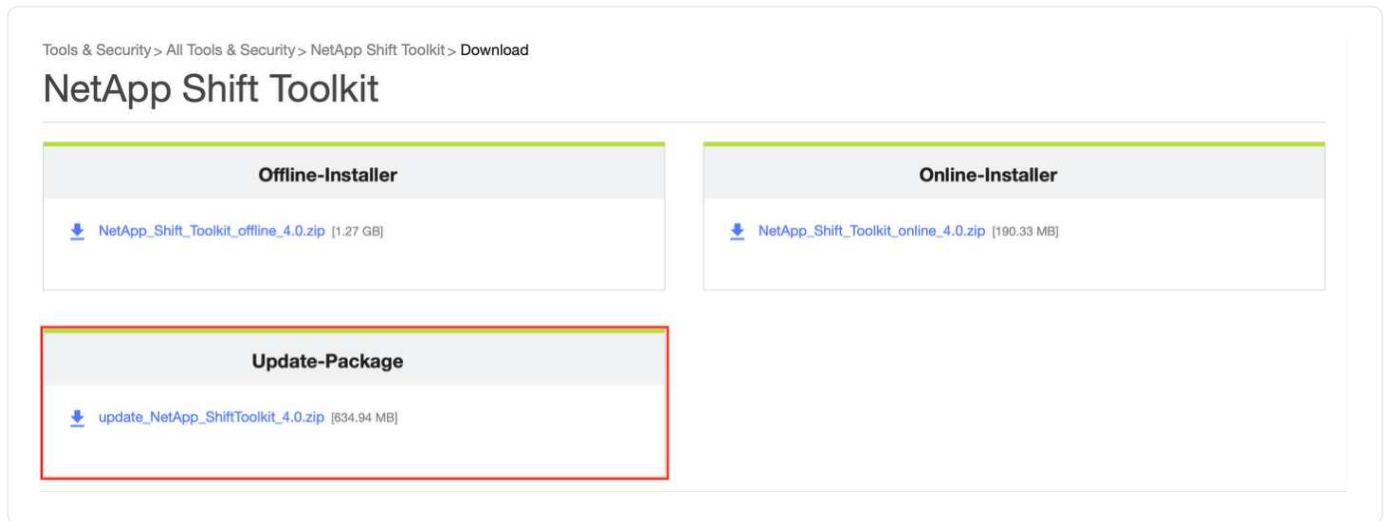 Tools & Security > All Tools & Security > NetApp Shift Toolkit > Download
NetApp Shift Toolkit
Offline-Installer
NetApp_Shift_Toolkit_offline_4.0.zip [1.27 GB]
Online-Installer
NetApp_Shift_Toolkit_online_4.0.zip [190.33 MB]
Update-Package
update_NetApp_ShiftToolkit_4.0.zip [634.94 MB]